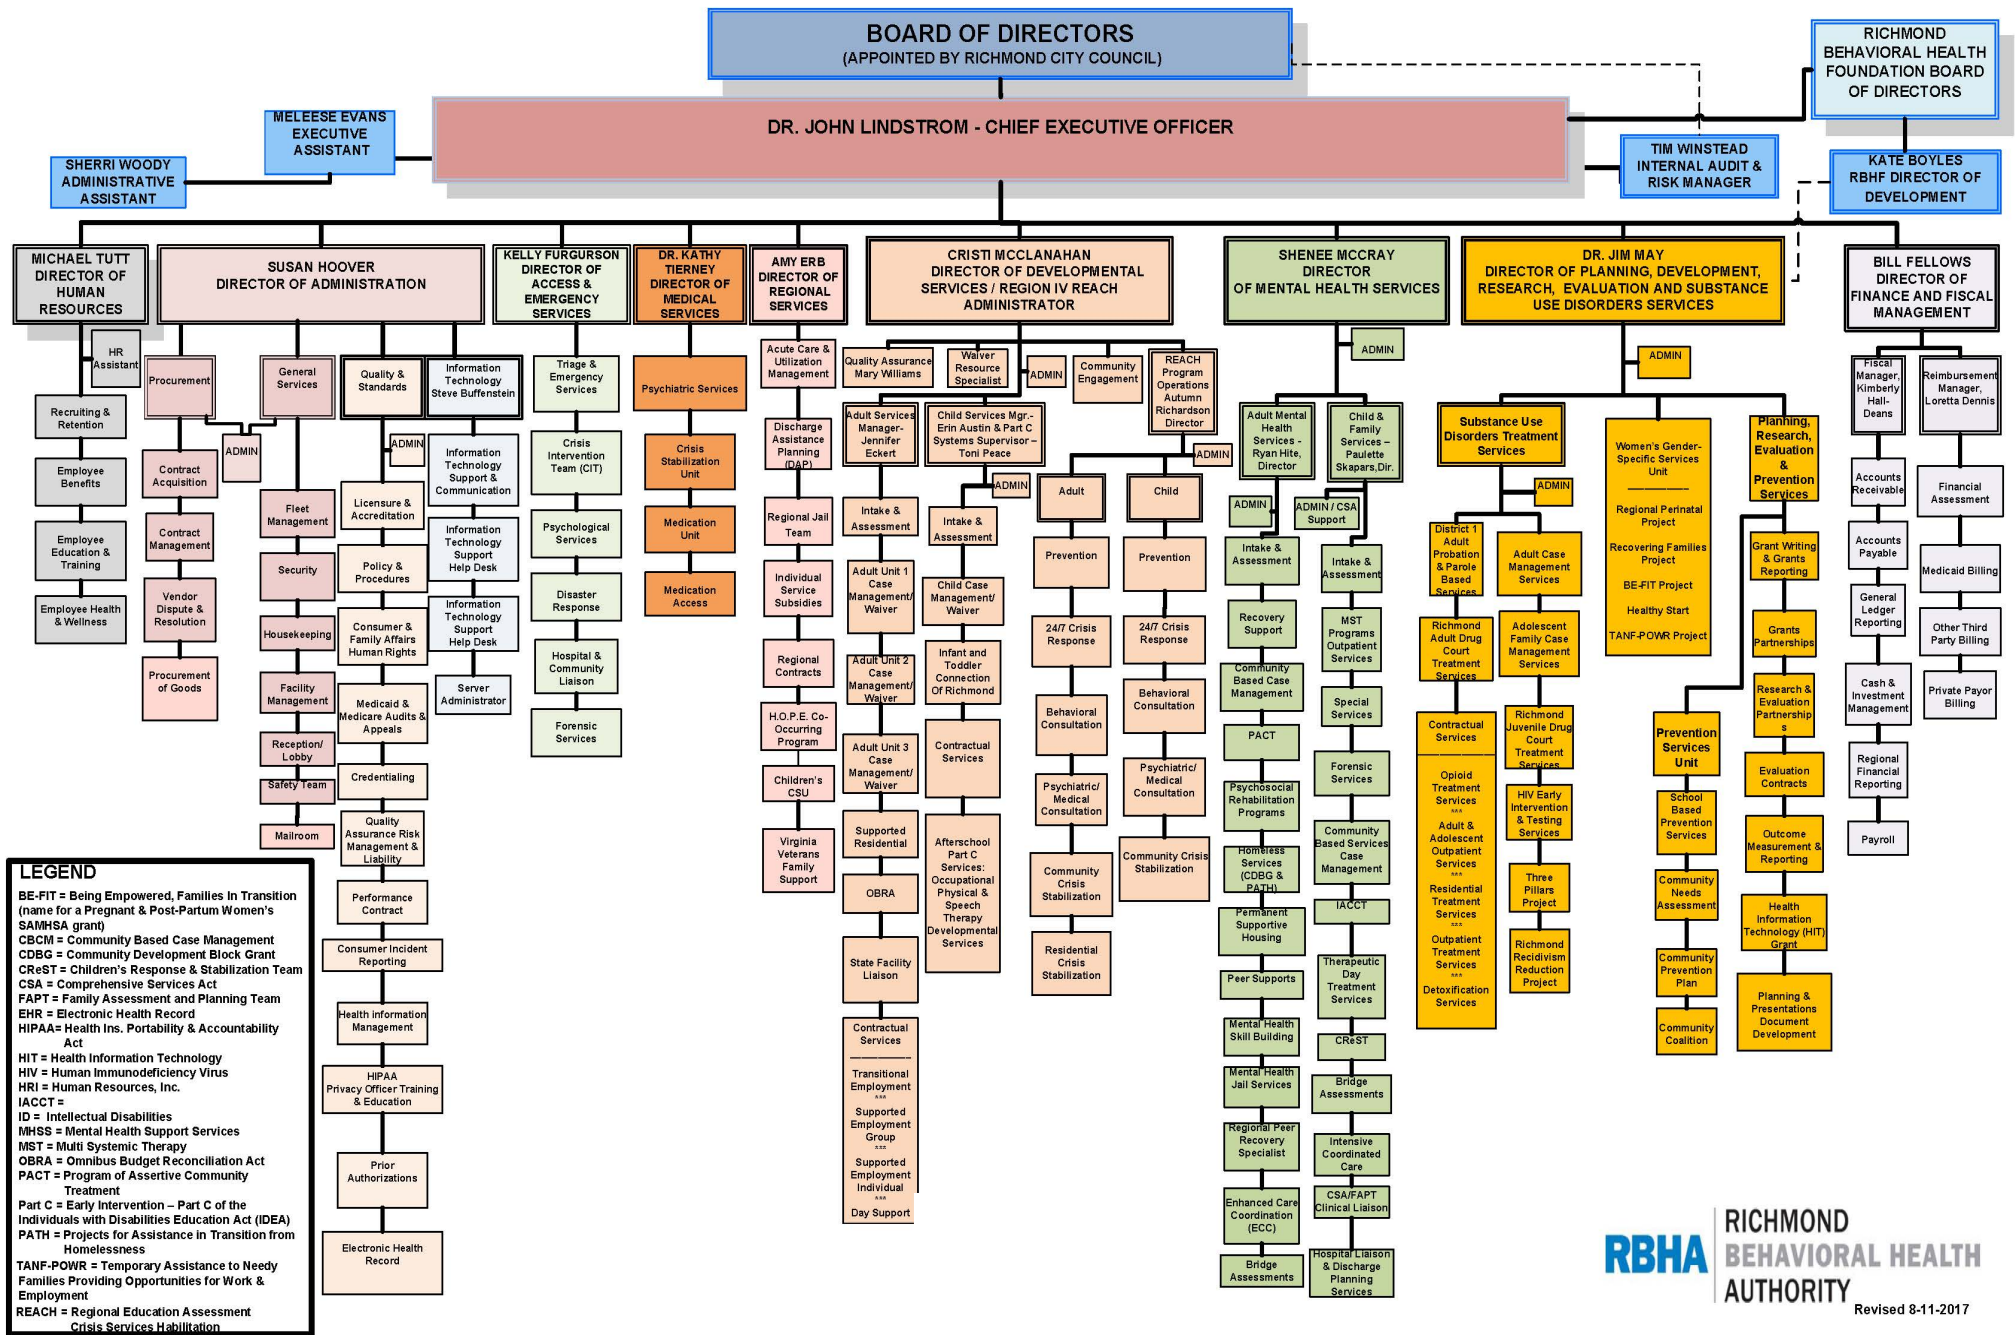 BOARD OF DIRECTORS
(APPOINTED BY RICHMOND CITY COUNCIL)
RICHMOND
BEHAVIORAL HEALTH
FOUNDATION BOARD
OF DIRECTORS
DR. JOHN LINDSTROM - CHIEF EXECUTIVE OFFICER
MELEESE EVANS
EXECUTIVE
ASSISTANT
SHERRI WOODY
ADMINISTRATIVE
ASSISTANT
TIM WINSTEAD
INTERNAL AUDIT &
RISK MANAGER
KATE BOYLES
RBHF DIRECTOR OF
DEVELOPMENT
MICHAEL TUTT
DIRECTOR OF
HUMAN
RESOURCES
HR
Assistant
Recruiting &
Retention
Employee
Benefits
Employee
Education &
Training
Employee Health
& Wellness
SUSAN HOOVER
DIRECTOR OF ADMINISTRATION
Procurement
ADMIN
Contract
Acquisition
Contract
Management
Vendor
Dispute &
Resolution
Procurement
of Goods
General
Services
Fleet
Management
Security
Housekeeping
Facility
Management
Reception/
Lobby
Safety Team
Mailroom
Quality &
Standards
ADMIN
Licensure &
Accreditation
Policy &
Procedures
Consumer &
Family Affairs
Human Rights
Medicaid &
Medicare Audits &
Appeals
Credentialing
Quality
Assurance Risk
Management &
Liability
Performance
Contract
Consumer Incident
Reporting
Health information
Management
HIPAA
Privacy Officer Training
& Education
Prior
Authorizations
Electronic Health
Record
Information
Technology
Steve Buffenstein
Information
Technology
Support &
Communication
Information
Technology
Support
Help Desk
Information
Technology
Support
Help Desk
Server
Administrator
KELLY FURGURSON
DIRECTOR OF
ACCESS &
EMERGENCY
SERVICES
Triage &
Emergency
Services
Crisis
Intervention
Team (CIT)
Psychological
Services
Disaster
Response
Hospital &
Community
Liaison
Forensic
Services
DR. KATHY
TIERNEY
DIRECTOR OF
MEDICAL
SERVICES
Psychiatric Services
Crisis
Stabilization
Unit
Medication
Unit
Medication
Access
AMY ERB
DIRECTOR OF
REGIONAL
SERVICES
Acute Care &
Utilization
Management
Discharge
Assistance
Planning
(DAP)
Regional Jail
Team
Individual
Service
Subsidies
Regional
Contracts
H.O.P.E. Co-
Occurring
Program
Children's
CSU
Virginia
Veterans
Family
Support
CRISTI MCCLANAHAN
DIRECTOR OF DEVELOPMENTAL
SERVICES / REGION IV REACH
ADMINISTRATOR
Quality Assurance
Mary Williams
Waiver
Resource
Specialist
ADMIN
Community
Engagement
REACH
Program
Operations
Autumn
Richardson
Director
ADMIN
Adult Services
Manager-
Jennifer
Eckert
Intake &
Assessment
Adult Unit 1
Case
Management/
Waiver
Adult Unit 2
Case
Management/
Waiver
Adult Unit 3
Case
Management/
Waiver
Supported
Residential
OBRA
State Facility
Liaison
Contractual
Services
Transitional
Employment
***
Supported
Employment
Group
***
Supported
Employment
Individual
***
Day Support
Child Services Mgr.-
Erin Austin & Part C
Systems Supervisor –
Toni Peace
ADMIN
Intake &
Assessment
Child Case
Management/
Waiver
Infant and
Toddler
Connection
Of Richmond
Contractual
Services
Afterschool
Part C
Services:
Occupational
Physical &
Speech
Therapy
Developmental
Services
Adult
Prevention
24/7 Crisis
Response
Behavioral
Consultation
Psychiatric/
Medical
Consultation
Community
Crisis
Stabilization
Residential
Crisis
Stabilization
Child
Prevention
24/7 Crisis
Response
Behavioral
Consultation
Psychiatric/
Medical
Consultation
Community Crisis
Stabilization
SHENEE MCCRAY
DIRECTOR
OF MENTAL HEALTH SERVICES
ADMIN
Adult Mental
Health
Services -
Ryan Hite,
Director
ADMIN
Intake &
Assessment
Recovery
Support
Community
Based Case
Management
PACT
Psychosocial
Rehabilitation
Programs
Homeless
Services
(CDBG &
PATH)
Permanent
Supportive
Housing
Peer Supports
Mental Health
Skill Building
Mental Health
Jail Services
Regional Peer
Recovery
Specialist
Enhanced Care
Coordination
(ECC)
Bridge
Assessments
Child &
Family
Services –
Paulette
Skapars,Dir.
ADMIN / CSA
Support
Intake &
Assessment
MST
Programs
Outpatient
Services
Special
Services
Forensic
Services
Community
Based Services
Case
Management
IACCT
Therapeutic
Day
Treatment
Services
CReST
Bridge
Assessments
Intensive
Coordinated
Care
CSA/FAPT
Clinical Liaison
Hospital Liaison
& Discharge
Planning
Services
DR. JIM MAY
DIRECTOR OF PLANNING, DEVELOPMENT,
RESEARCH, EVALUATION AND SUBSTANCE
USE DISORDERS SERVICES
ADMIN
Substance Use
Disorders Treatment
Services
ADMIN
District 1
Adult
Probation
& Parole
Based
Services
Richmond
Adult Drug
Court
Treatment
Services
Contractual
Services
Opioid
Treatment
Services
***
Adult &
Adolescent
Outpatient
Services
***
Residential
Treatment
Services
***
Outpatient
Treatment
Services
***
Detoxification
Services
Adult Case
Management
Services
Adolescent
Family Case
Management
Services
Richmond
Juvenile Drug
Court
Treatment
Services
HIV Early
Intervention
& Testing
Services
Three
Pillars
Project
Richmond
Recidivism
Reduction
Project
Women's Gender-
Specific Services
Unit
Regional Perinatal
Project
Recovering Families
Project
BE-FIT Project
Healthy Start
TANF-POWR Project
Planning,
Research,
Evaluation
&
Prevention
Services
Grant Writing
& Grants
Reporting
Grants
Partnerships
Research &
Evaluation
Partnership
s
Evaluation
Contracts
Outcome
Measurement &
Reporting
Health
Information
Technology (HIT)
Grant
Planning &
Presentations
Document
Development
Prevention
Services
Unit
School
Based
Prevention
Services
Community
Needs
Assessment
Community
Prevention
Plan
Community
Coalition
BILL FELLOWS
DIRECTOR OF
FINANCE AND FISCAL
MANAGEMENT
Fiscal
Manager,
Kimberly
Hall-
Deans
Accounts
Receivable
Accounts
Payable
General
Ledger
Reporting
Cash &
Investment
Management
Regional
Financial
Reporting
Payroll
Reimbursement
Manager,
Loretta Dennis
Financial
Assessment
Medicaid Billing
Other Third
Party Billing
Private Payor
Billing
LEGEND
BE-FIT = Being Empowered, Families In Transition
(name for a Pregnant & Post-Partum Women's
SAMHSA grant)
CBCM = Community Based Case Management
CDBG = Community Development Block Grant
CReST = Children's Response & Stabilization Team
CSA = Comprehensive Services Act
FAPT = Family Assessment and Planning Team
EHR = Electronic Health Record
HIPAA= Health Ins. Portability & Accountability
Act
HIT = Health Information Technology
HIV = Human Immunodeficiency Virus
HRI = Human Resources, Inc.
IACCT =
ID = Intellectual Disabilities
MHSS = Mental Health Support Services
MST = Multi Systemic Therapy
OBRA = Omnibus Budget Reconciliation Act
PACT = Program of Assertive Community
Treatment
Part C = Early Intervention – Part C of the
Individuals with Disabilities Education Act (IDEA)
PATH = Projects for Assistance in Transition from
Homelessness
TANF-POWR = Temporary Assistance to Needy
Families Providing Opportunities for Work &
Employment
REACH = Regional Education Assessment
Crisis Services Habilitation
RBHA
RICHMOND
BEHAVIORAL HEALTH
AUTHORITY
Revised 8-11-2017